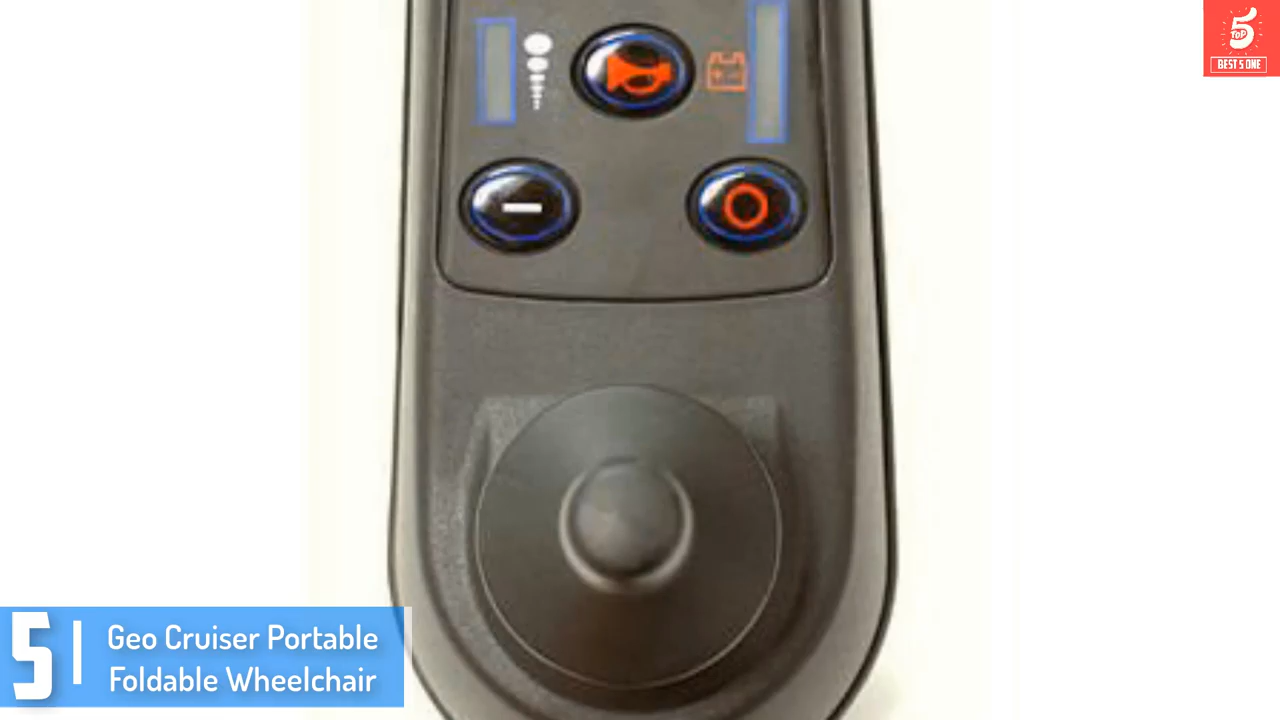 5
TOP
BEST 5 ONE
5
Geo Cruiser Portable
Foldable Wheelchair